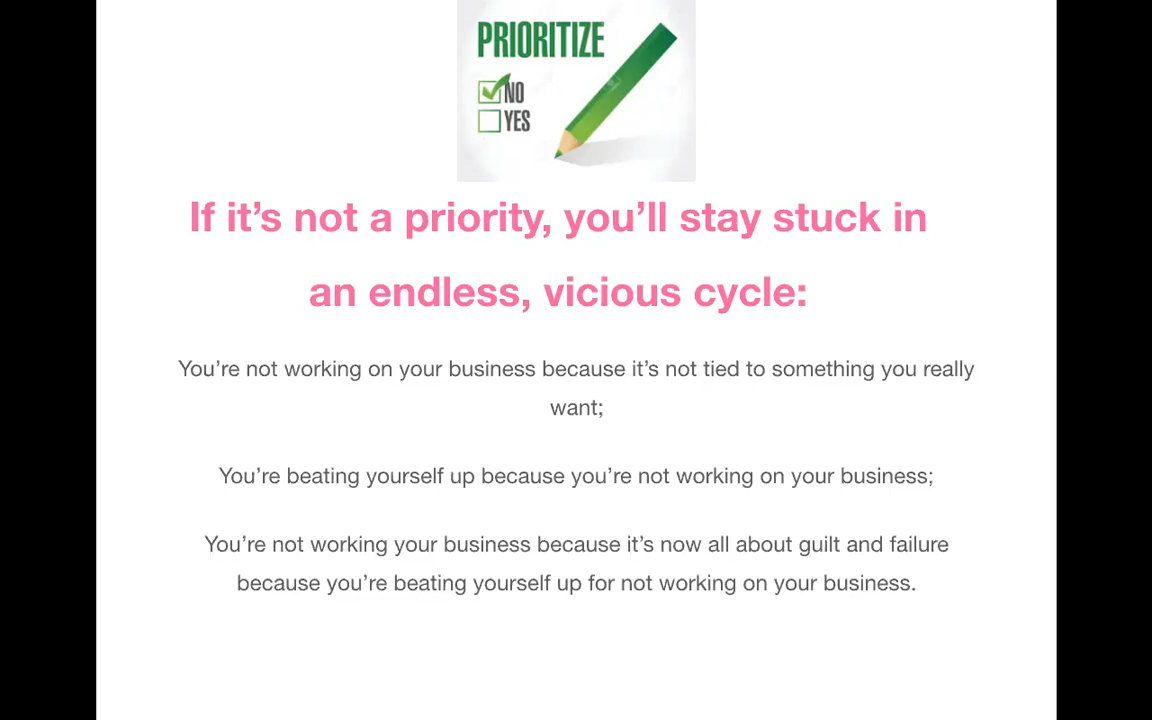 PRIORITIZE
NO
YES
If it’s not a priority, you’ll stay stuck in
an endless, vicious cycle:
You’re not working on your business because it’s not tied to something you really
want;
You’re beating yourself up because you’re not working on your business;
You’re not working your business because it’s now all about guilt and failure
because you’re beating yourself up for not working on your business.